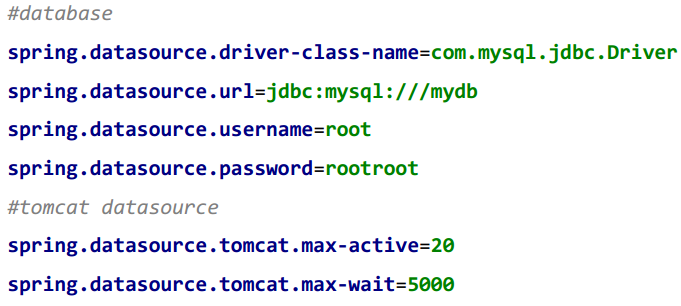 #database
spring.datasource.driver-class-name=com.mysql.jdbc.Driver
spring.datasource.url=jdbc:mysql:///mydb
spring.datasource.username=root
spring.datasource.password=rootroot
#tomcat datasource
spring.datasource.tomcat.max-active=20
spring.datasource.tomcat.max-wait=5000